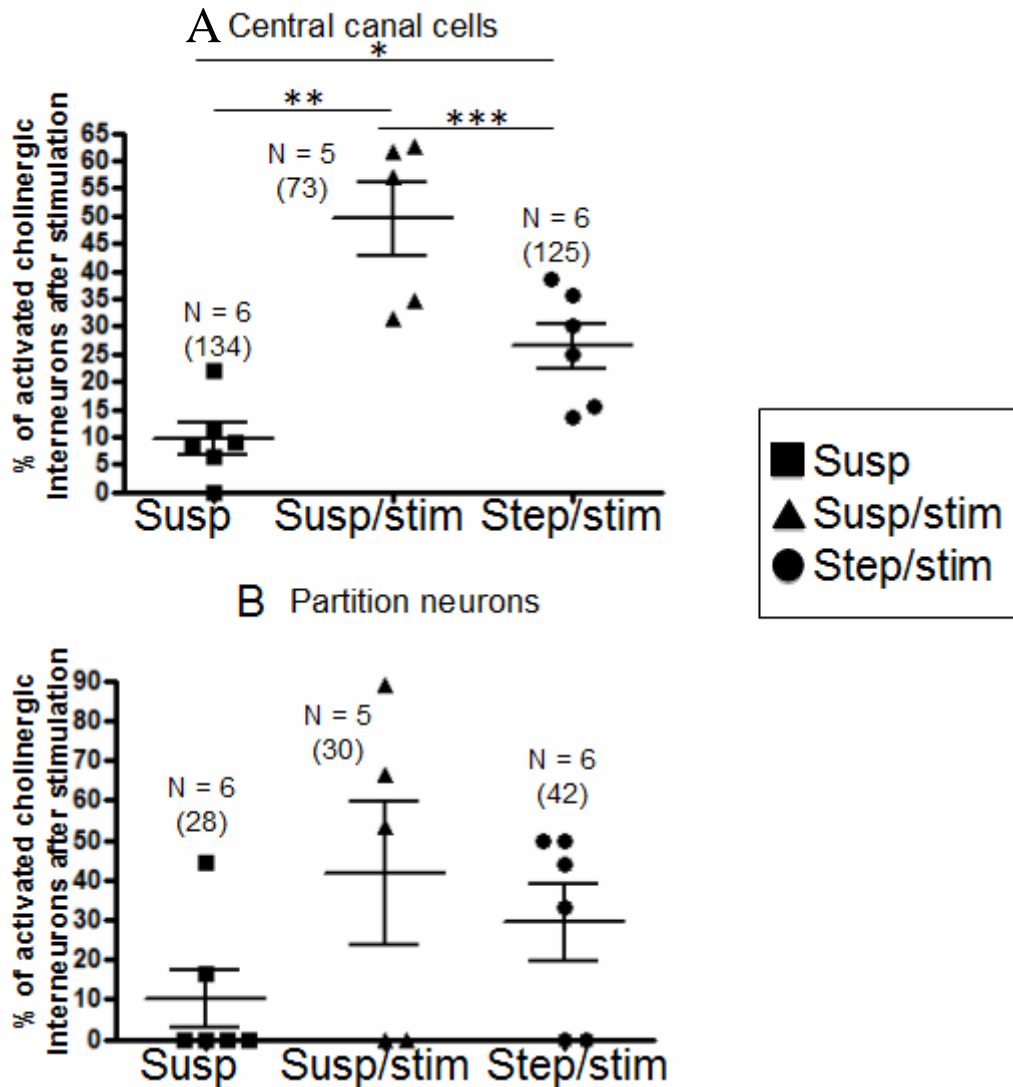 A Central canal cells
*
** ***
% of activated cholinergic
Interneurons after stimulation
65
60
55
50
45
40
35
30
25
20
15
10
5
0
N = 6
(134)
N = 5
(73)
N = 6
(125)
Susp Susp/stim Step/stim
Susp
Susp/stim
Step/stim
B Partition neurons
% of activated cholinergic
Interneurons after stimulation
90
80
70
60
50
40
30
20
10
0
N = 6
(28)
N = 5
(30)
N = 6
(42)
Susp Susp/stim Step/stim